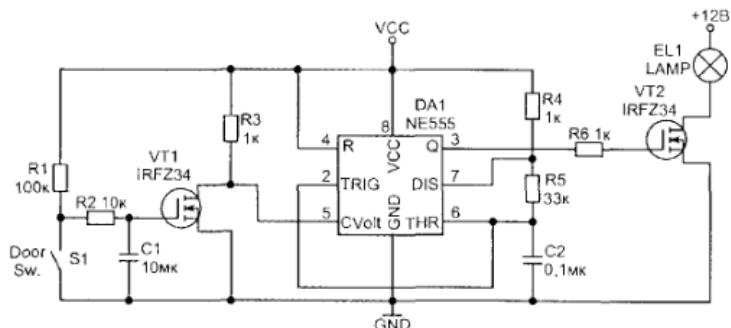 +12В
VCC
EL1
LAMP
DA1
NE555
R3
1к
R4
1к
VT2
IRFZ34
8
VCC
4
R
Q
3
R6 1к
R1
100к
VT1
IRFZ34
2
TRIG
DIS
7
R5
33к
R2 10к
5
CVolt
GND
THR
6
Door
Sw.
S1
C1
10мк
1
C2
0,1мк
GND